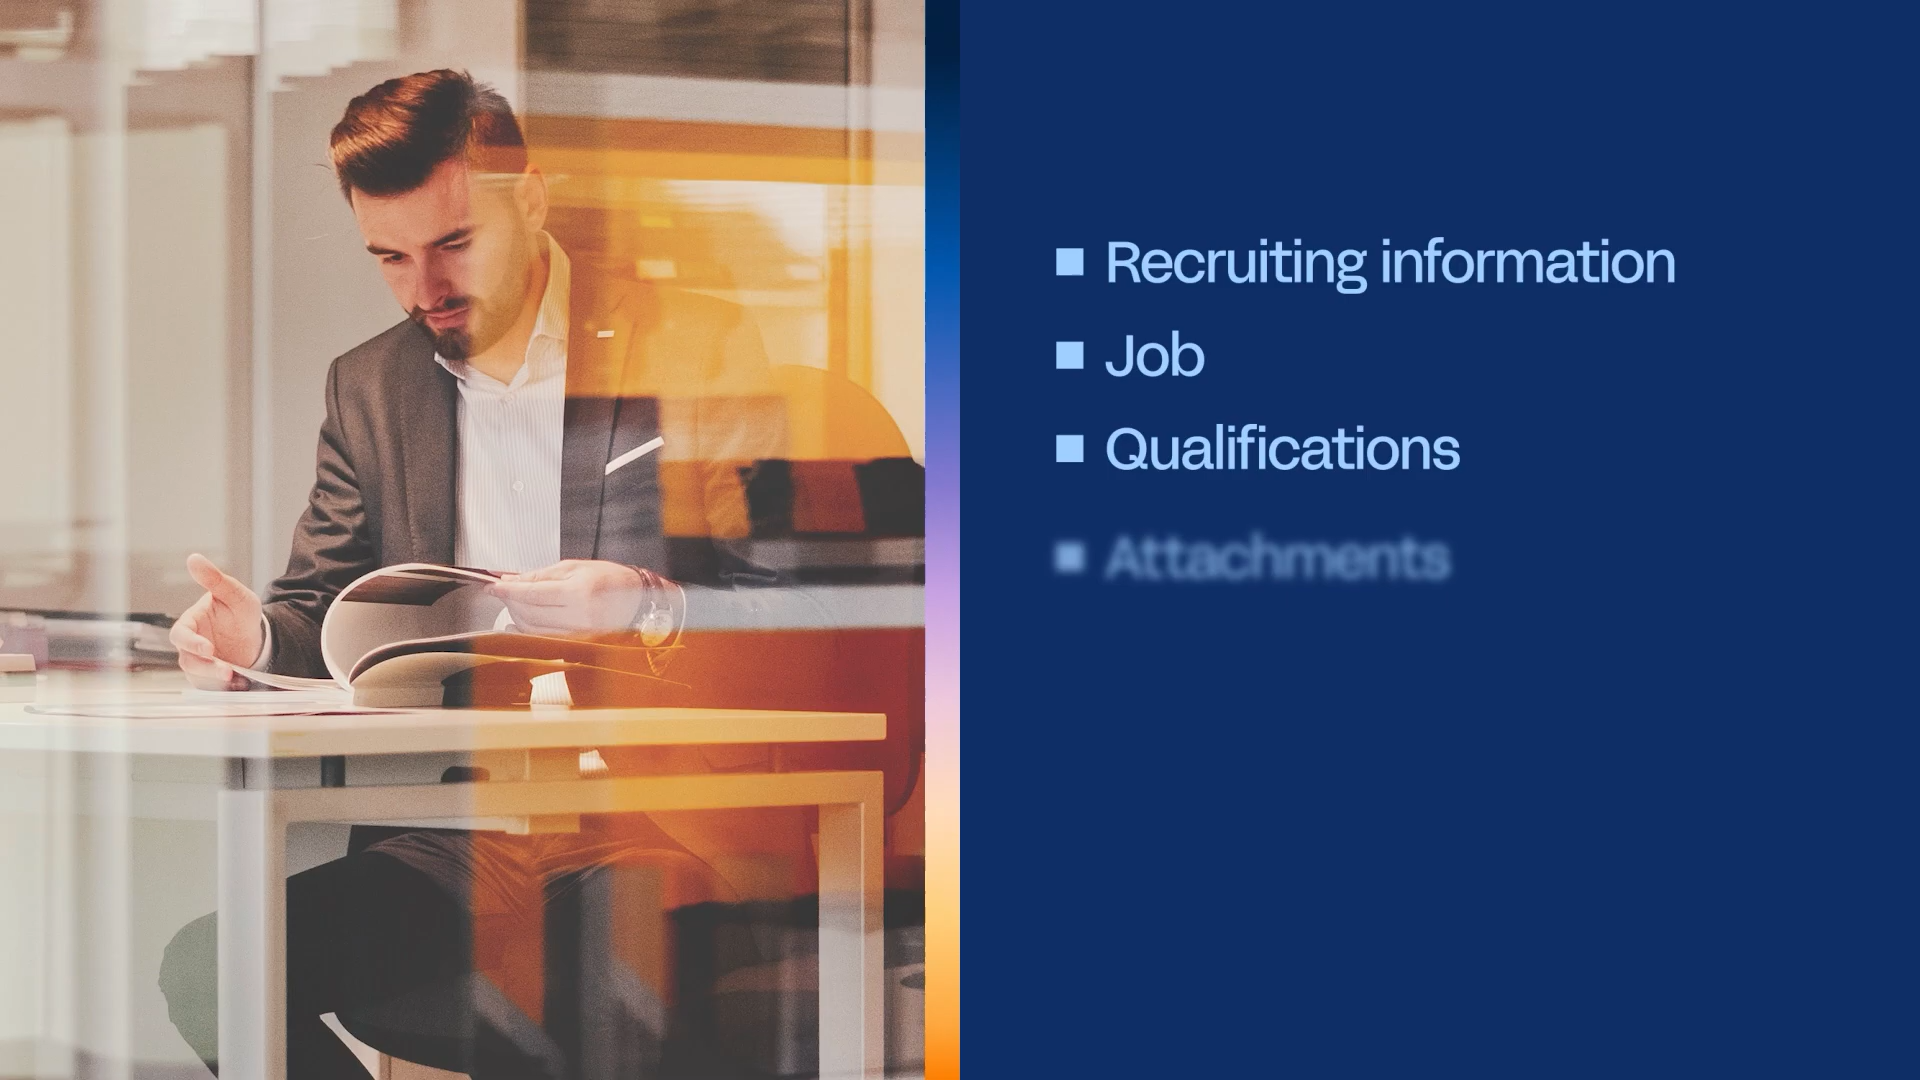 Recruiting information
Job
Qualifications
Attachments